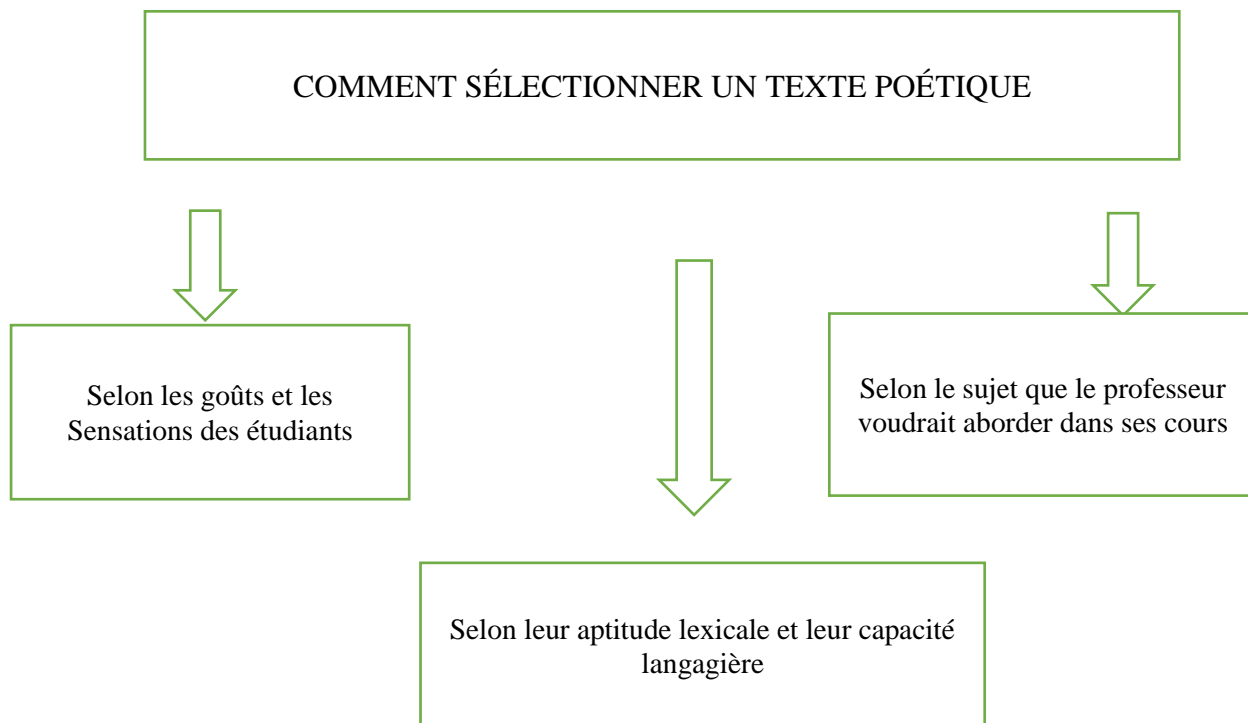 COMMENT SÉLECTIONNER UN TEXTE POÉTIQUE
Selon les goûts et les
Sensations des étudiants
Selon le sujet que le professeur
voudrait aborder dans ses cours
Selon leur aptitude lexicale et leur capacité
langagière